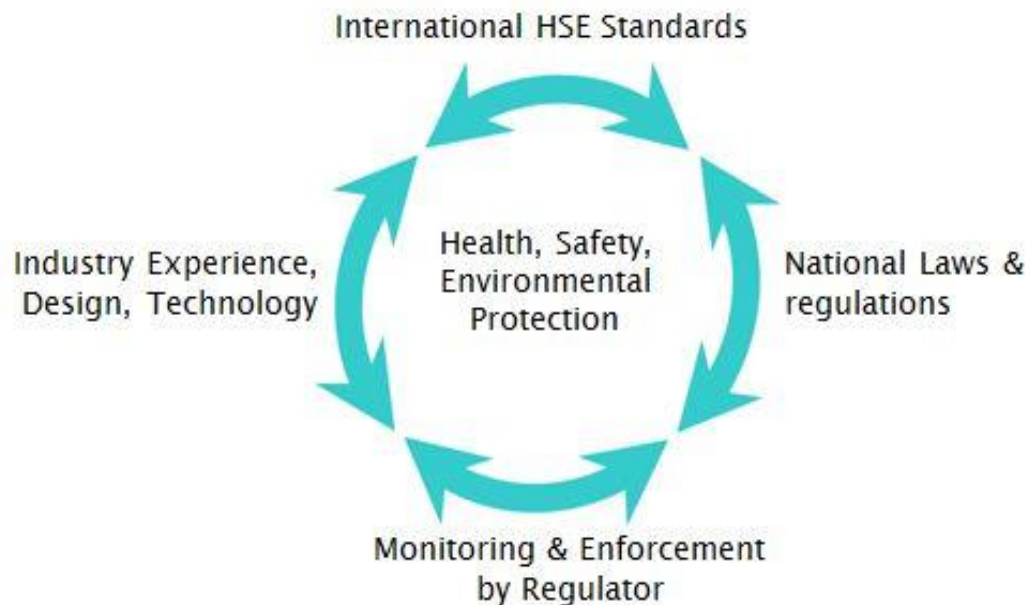 International HSE Standards
Industry Experience,
Design, Technology
Health, Safety,
Environmental
Protection
National Laws &
regulations
Monitoring & Enforcement
by Regulator